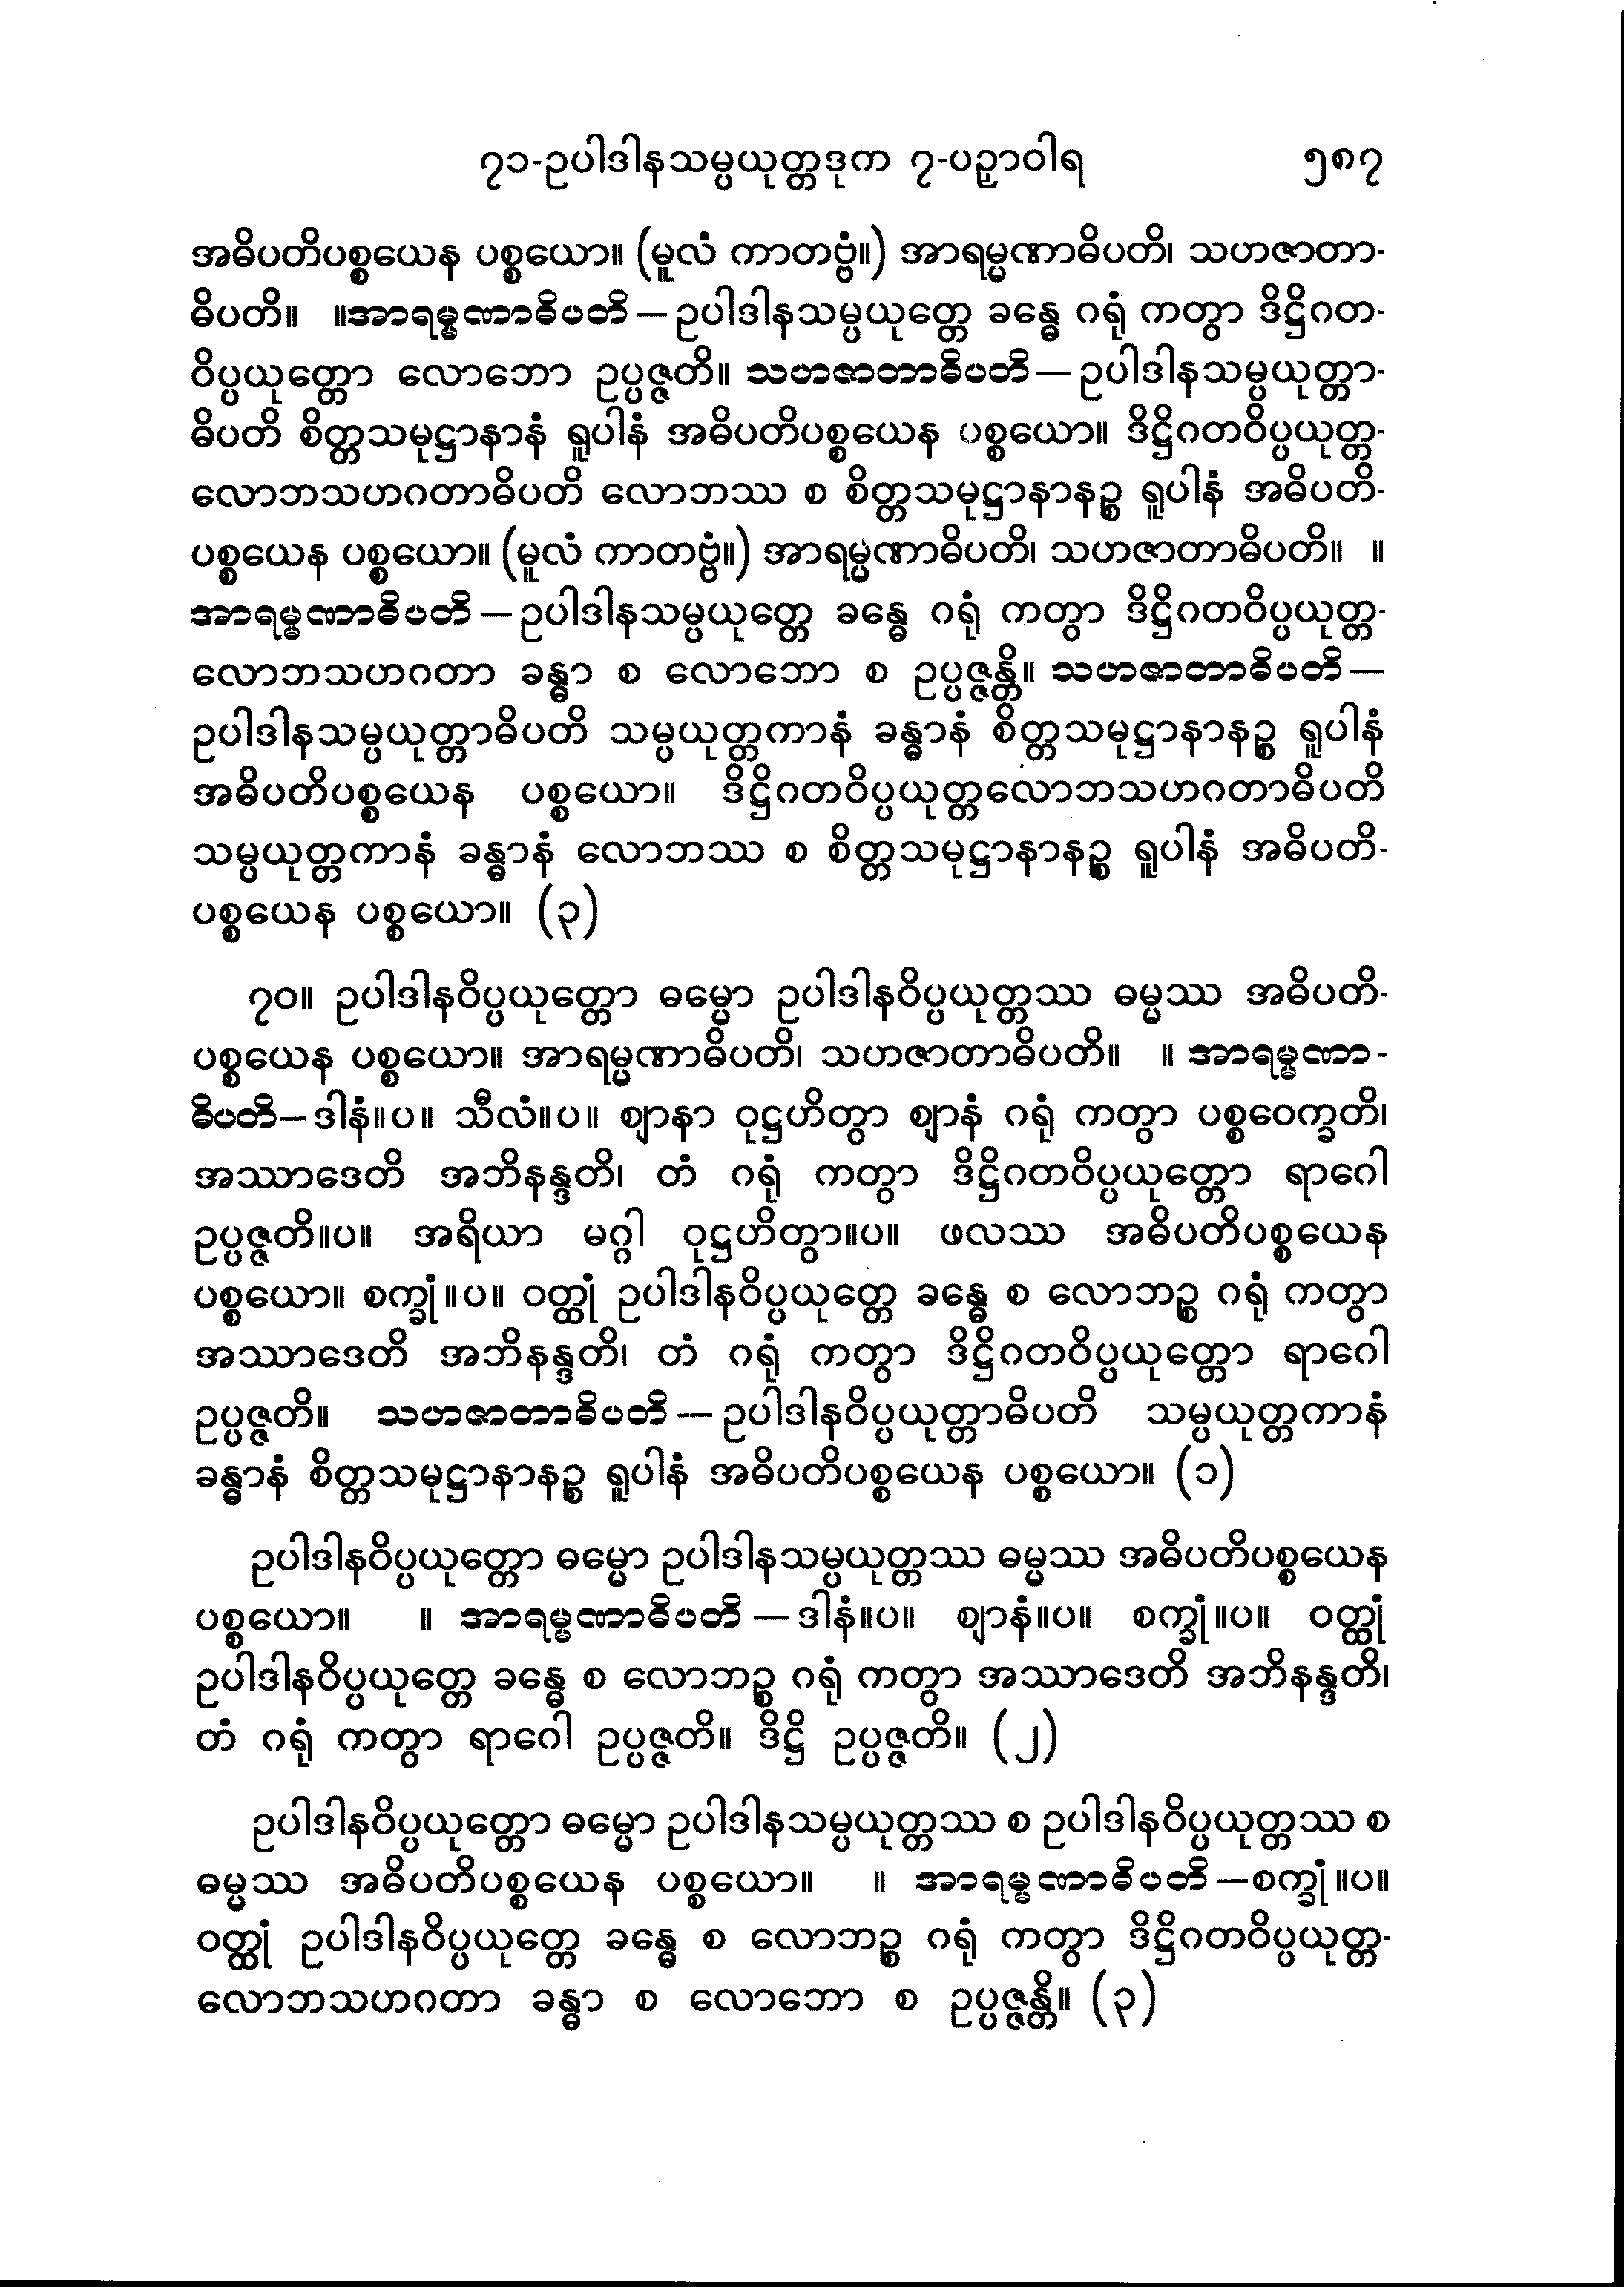 ၇၁-ဥပါဒါနသမ္ပယုတ္တဒုက ၇-ပဉှာဝါရ ၅၈၇
အဓိပတိပစ္စယေန ပစ္စယော။ (မူလံ ကာတဗ္ဗံ။) အာရမ္မဏာဓိပတိ၊ သဟဇာတာ-
ဓိပတိ။ ။အာရမ္မဏာဓိပတိ – ဥပါဒါနသမ္ပယုတ္တေ ခန္ဓေ ဂရုံ ကတွာ ဒိဋ္ဌိဂတ-
ဝိပ္ပယုတ္တော လောဘော ဥပ္ပဇ္ဇတိ။ သဟဇာတာဓိပတိ – ဥပါဒါနသမ္ပယုတ္တာ-
ဓိပတိ စိတ္တသမုဋ္ဌာနာနံ ရူပါနံ အဓိပတိပစ္စယေန ပစ္စယော။ ဒိဋ္ဌိဂတဝိပ္ပယုတ္တ-
လောဘသဟဂတာဓိပတိ လောဘဿ စ စိတ္တသမုဋ္ဌာနာနဉ္စ ရူပါနံ အဓိပတိ-
ပစ္စယေန ပစ္စယော။ (မူလံ ကာတဗ္ဗံ။) အာရမ္မဏာဓိပတိ၊ သဟဇာတာဓိပတိ။ ။
အာရမ္မဏာဓိပတိ – ဥပါဒါနသမ္ပယုတ္တေ ခန္ဓေ ဂရုံ ကတွာ ဒိဋ္ဌိဂတဝိပ္ပယုတ္တ-
လောဘသဟဂတာ ခန္ဓာ စ လောဘော စ ဥပ္ပဇ္ဇန္တိ။ သဟဇာတာဓိပတိ –
ဥပါဒါနသမ္ပယုတ္တာဓိပတိ သမ္ပယုတ္တကာနံ ခန္ဓာနံ စိတ္တသမုဋ္ဌာနာနဉ္စ ရူပါနံ
အဓိပတိပစ္စယေန ပစ္စယော။ ဒိဋ္ဌိဂတဝိပ္ပယုတ္တလောဘသဟဂတာဓိပတိ
သမ္ပယုတ္တကာနံ ခန္ဓာနံ လောဘဿ စ စိတ္တသမုဋ္ဌာနာနဉ္စ ရူပါနံ အဓိပတိ-
ပစ္စယေန ပစ္စယော။ (၃)
၇၀။ ဥပါဒါနဝိပ္ပယုတ္တော ဓမ္မော ဥပါဒါနဝိပ္ပယုတ္တဿ ဓမ္မဿ အဓိပတိ-
ပစ္စယေန ပစ္စယော။ အာရမ္မဏာဓိပတိ၊ သဟဇာတာဓိပတိ။ ။ အာရမ္မဏာ-
ဓိပတိ – ဒါနံ။ပ။ သီလံ။ပ။ ဈာနာ ဝုဋ္ဌဟိတွာ ဈာနံ ဂရုံ ကတွာ ပစ္စဝေက္ခတိ၊
အဿာဒေတိ အဘိနန္ဒတိ၊ တံ ဂရုံ ကတွာ ဒိဋ္ဌိဂတဝိပ္ပယုတ္တော ရာဂေါ
ဥပ္ပဇ္ဇတိ။ပ။ အရိယာ မဂ္ဂါ ဝုဋ္ဌဟိတွာ။ပ။ ဖလဿ အဓိပတိပစ္စယေန
ပစ္စယော။ စက္ခုံ။ပ။ ဝတ္ထုံ ဥပါဒါနဝိပ္ပယုတ္တေ ခန္ဓေ စ လောဘဉ္စ ဂရုံ ကတွာ
အဿာဒေတိ အဘိနန္ဒတိ၊ တံ ဂရုံ ကတွာ ဒိဋ္ဌိဂတဝိပ္ပယုတ္တော ရာဂေါ
ဥပ္ပဇ္ဇတိ။ သဟဇာတာဓိပတိ – ဥပါဒါနဝိပ္ပယုတ္တာဓိပတိ သမ္ပယုတ္တကာနံ
ခန္ဓာနံ စိတ္တသမုဋ္ဌာနာနဉ္စ ရူပါနံ အဓိပတိပစ္စယေန ပစ္စယော။ (၁)
ဥပါဒါနဝိပ္ပယုတ္တော ဓမ္မော ဥပါဒါနသမ္ပယုတ္တဿ ဓမ္မဿ အဓိပတိပစ္စယေန
ပစ္စယော။ ။ အာရမ္မဏာဓိပတိ – ဒါနံ။ပ။ ဈာနံ။ပ။ စက္ခုံ။ပ။ ဝတ္ထုံ
ဥပါဒါနဝိပ္ပယုတ္တေ ခန္ဓေ စ လောဘဉ္စ ဂရုံ ကတွာ အဿာဒေတိ အဘိနန္ဒတိ၊
တံ ဂရုံ ကတွာ ရာဂေါ ဥပ္ပဇ္ဇတိ။ ဒိဋ္ဌိ ဥပ္ပဇ္ဇတိ။ (၂)
ဥပါဒါနဝိပ္ပယုတ္တော ဓမ္မော ဥပါဒါနသမ္ပယုတ္တဿ စ ဥပါဒါနဝိပ္ပယုတ္တဿ စ
ဓမ္မဿ အဓိပတိပစ္စယေန ပစ္စယော။ ။ အာရမ္မဏာဓိပတိ – စက္ခုံ။ပ။
ဝတ္ထုံ ဥပါဒါနဝိပ္ပယုတ္တေ ခန္ဓေ စ လောဘဉ္စ ဂရုံ ကတွာ ဒိဋ္ဌိဂတဝိပ္ပယုတ္တ-
လောဘသဟဂတာ ခန္ဓာ စ လောဘော စ ဥပ္ပဇ္ဇန္တိ။ (၃)